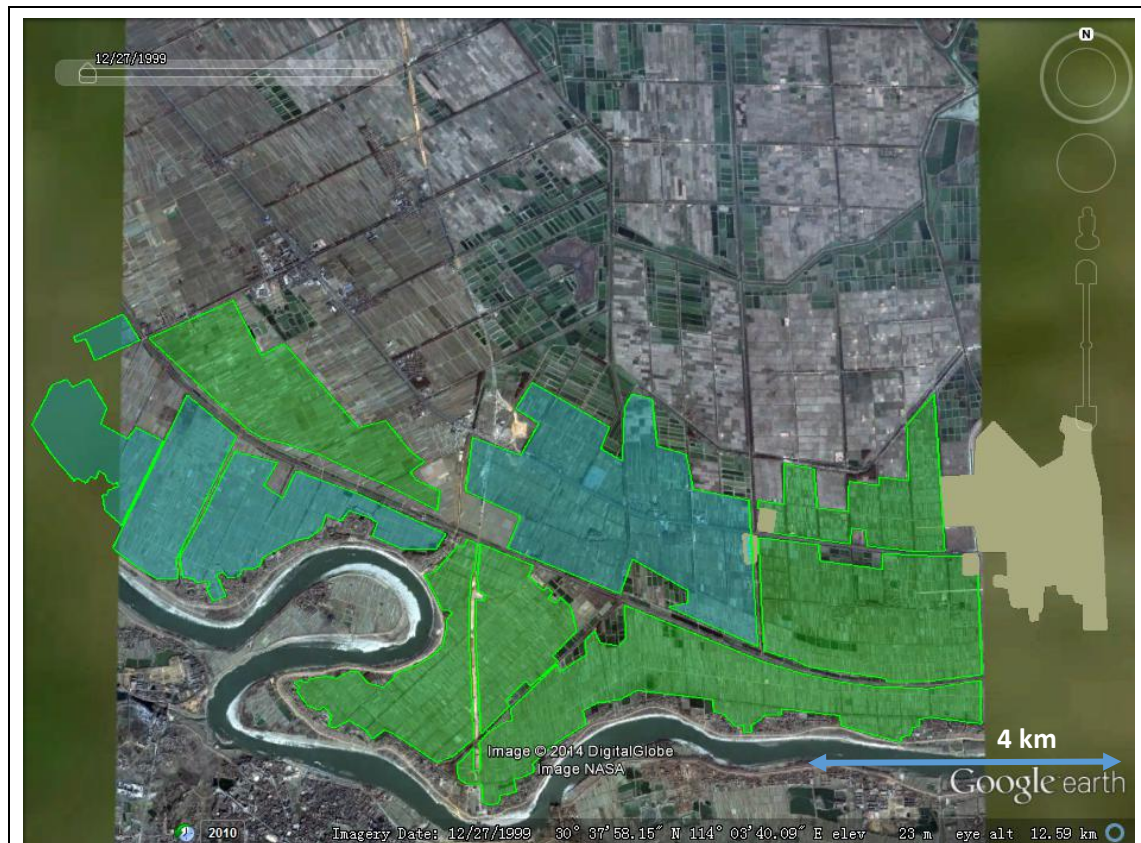 12/27/1999
N
Image © 2014 DigitalGlobe
Image NASA
4 km
Google earth
2010
Imagery Date: 12/27/1999 30° 37'58.15" N 114° 03'40.09" E elev 23 m eye alt 12.59 km